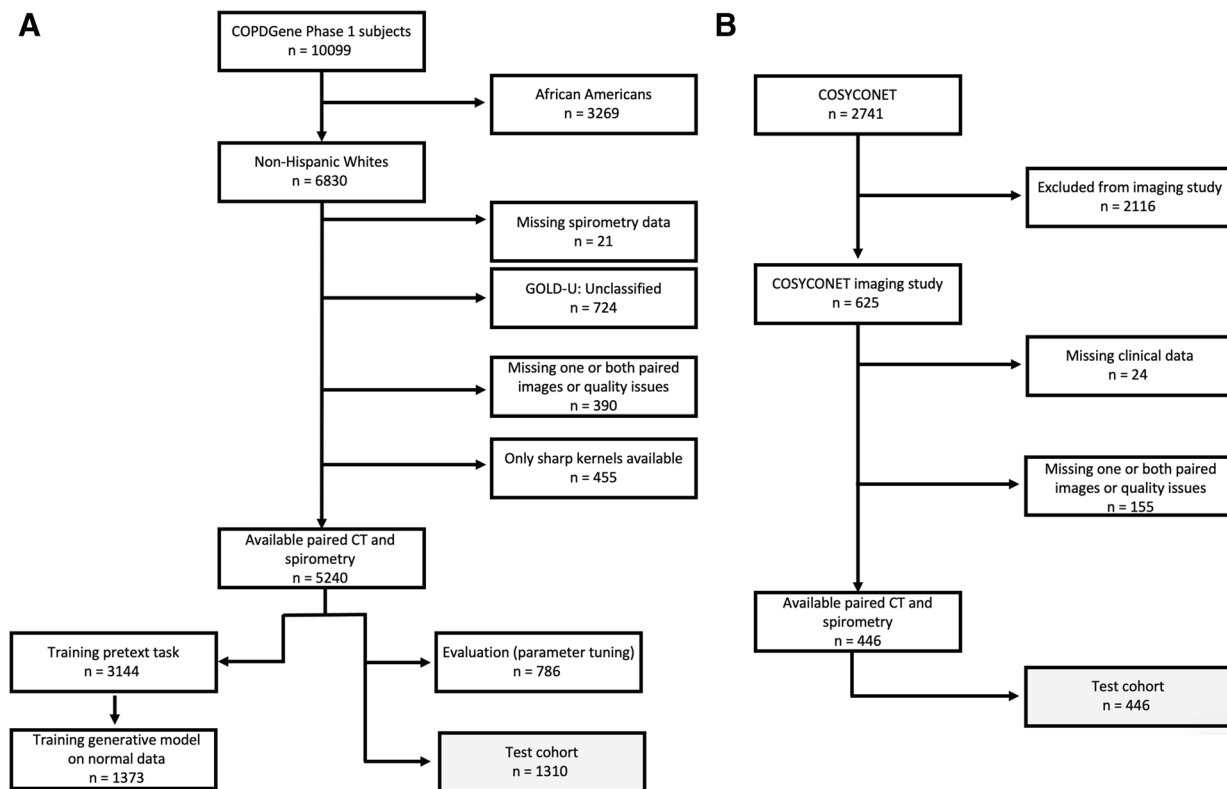 A
COPDGene Phase 1 subjects
n = 10099
African Americans
n = 3269
Non-Hispanic Whites
n = 6830
Missing spirometry data
n = 21
GOLD-U: Unclassified
n = 724
Missing one or both paired
images or quality issues
n = 390
Only sharp kernels available
n = 455
Available paired CT and
spirometry
n = 5240
Training pretext task
n = 3144
Evaluation (parameter tuning)
n = 786
Training generative model
on normal data
n = 1373
Test cohort
n = 1310
B
COSYCONET
n = 2741
Excluded from imaging study
n = 2116
COSYCONET imaging study
n = 625
Missing clinical data
n = 24
Missing one or both paired
images or quality issues
n = 155
Available paired CT and
spirometry
n = 446
Test cohort
n = 446